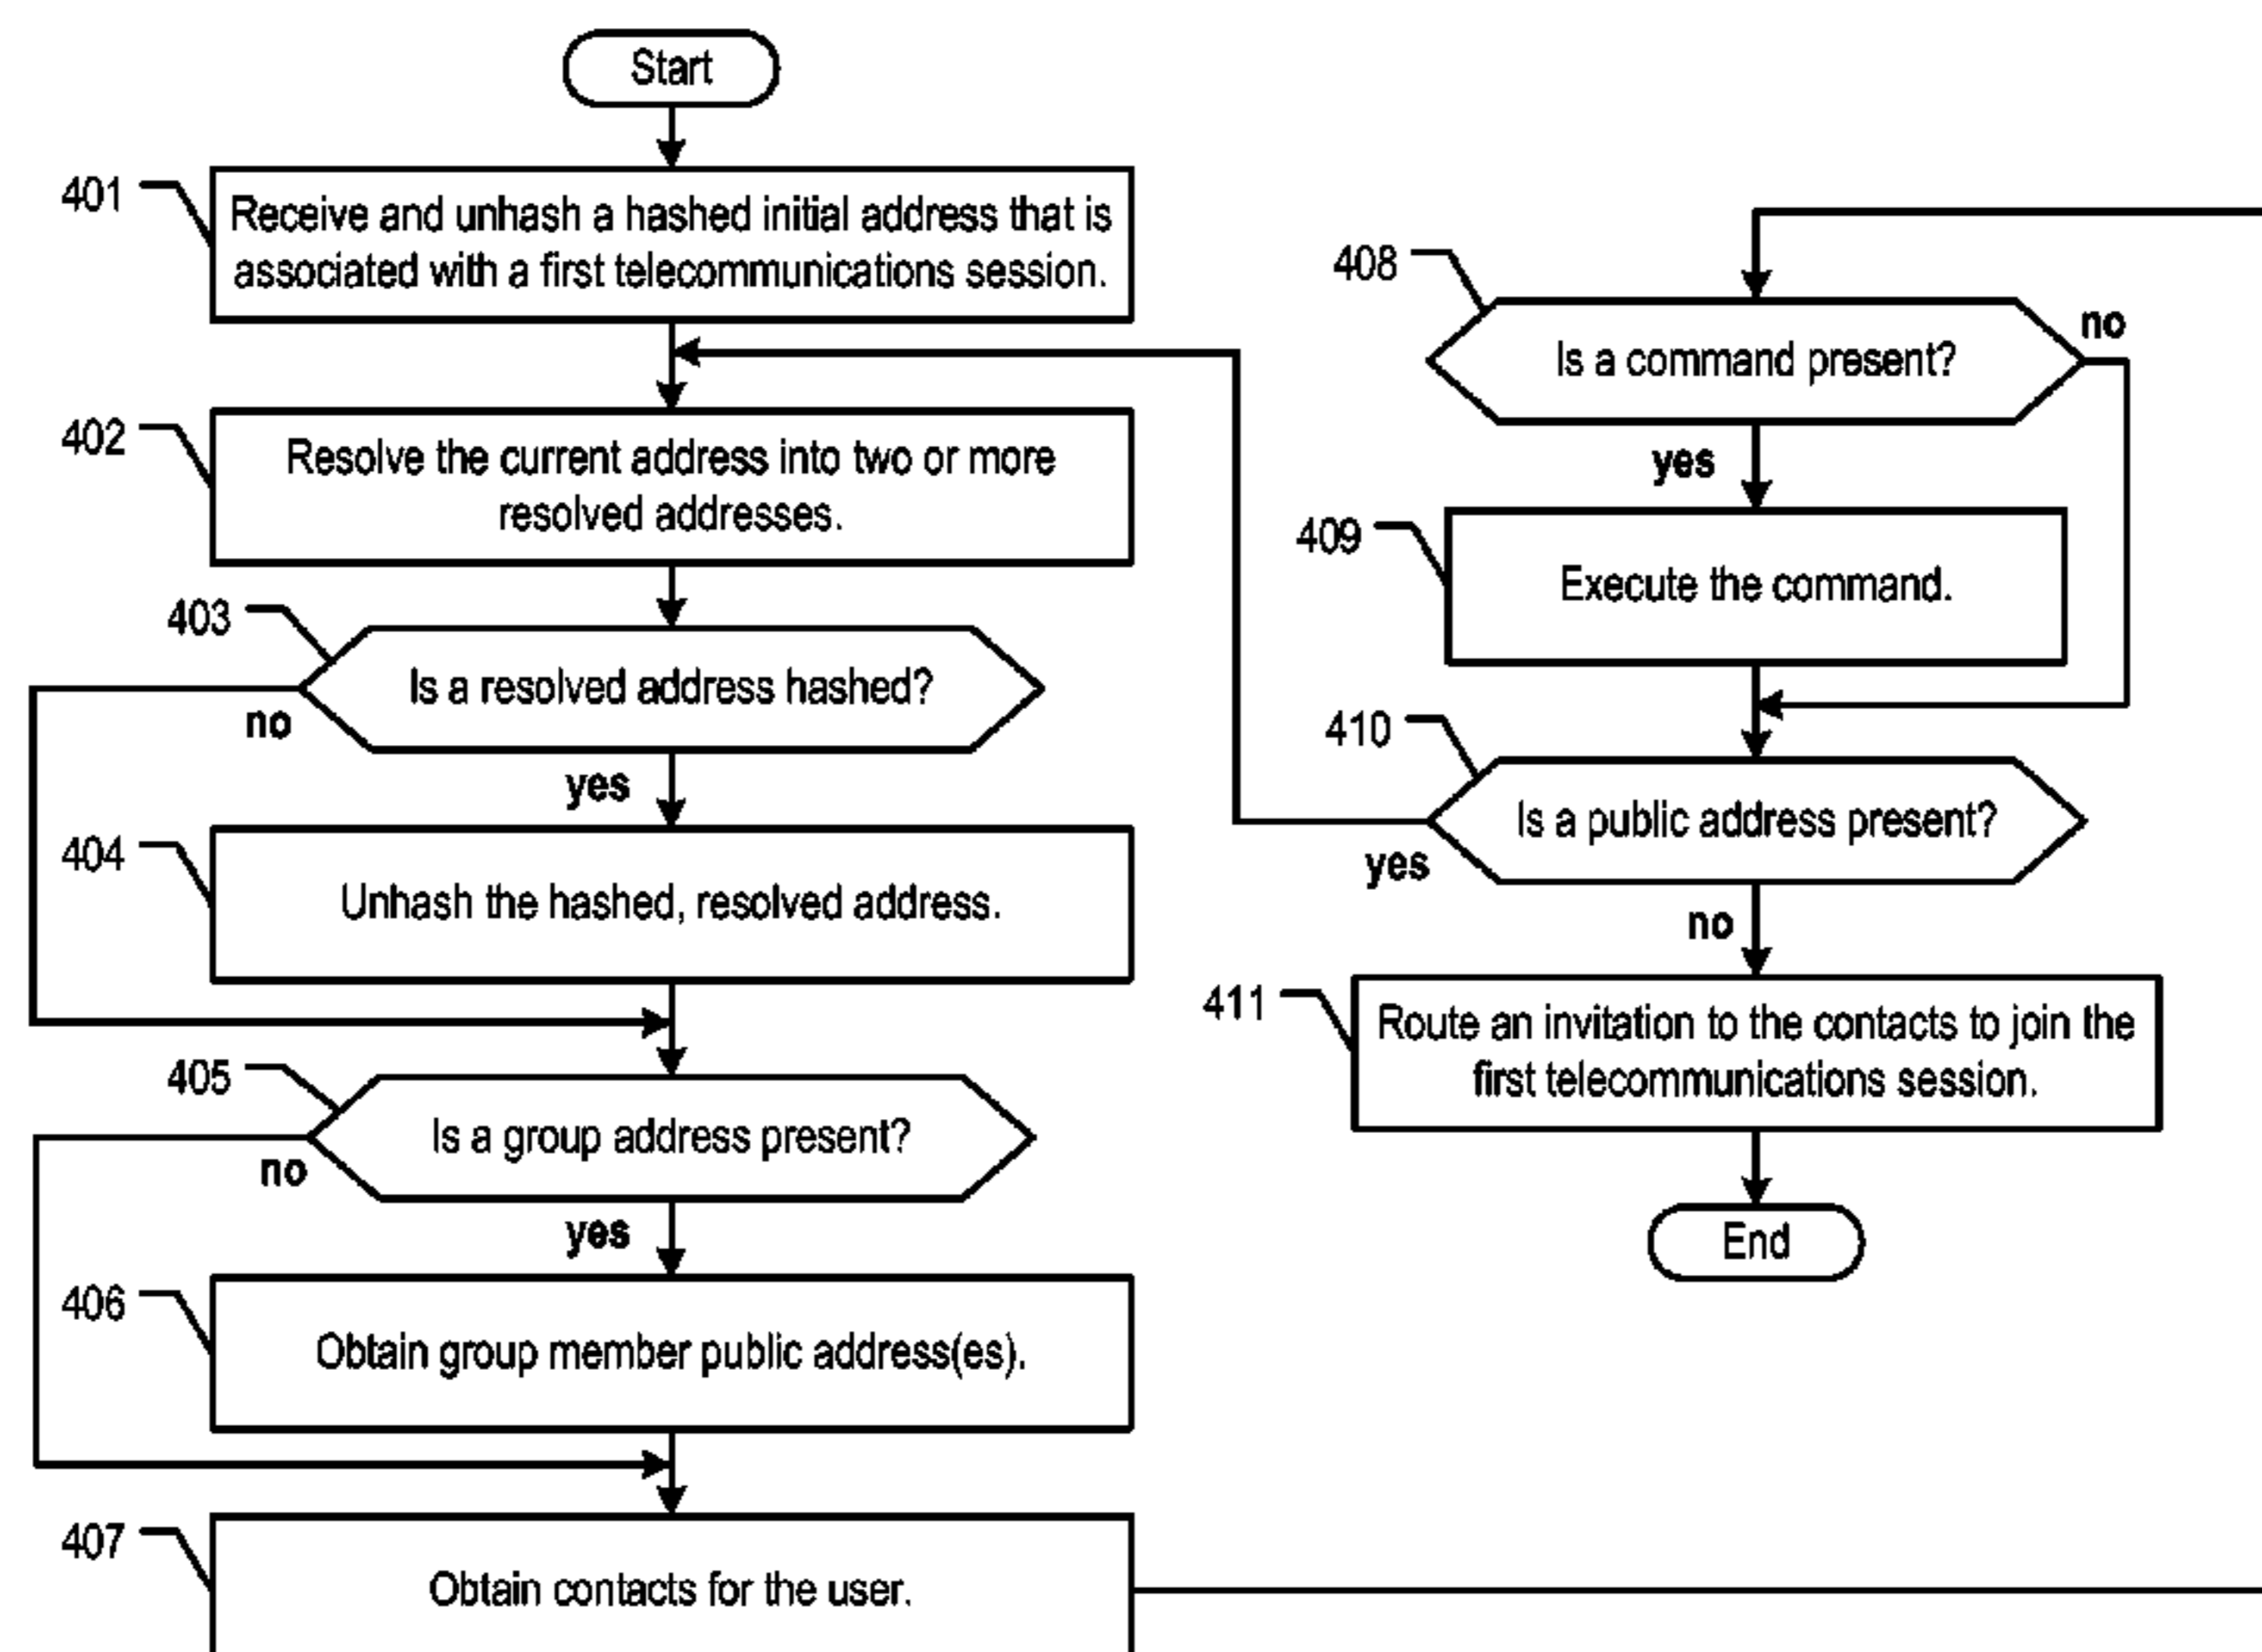 Start
401
Receive and unhash a hashed initial address that is
associated with a first telecommunications session.
402
Resolve the current address into two or more
resolved addresses.
403
Is a resolved address hashed?
no
yes
404
Unhash the hashed, resolved address.
405
Is a group address present?
no
yes
406
Obtain group member public address(es).
407
Obtain contacts for the user.
408
Is a command present?
no
yes
409
Execute the command.
410
Is a public address present?
yes
no
411
Route an invitation to the contacts to join the
first telecommunications session.
End